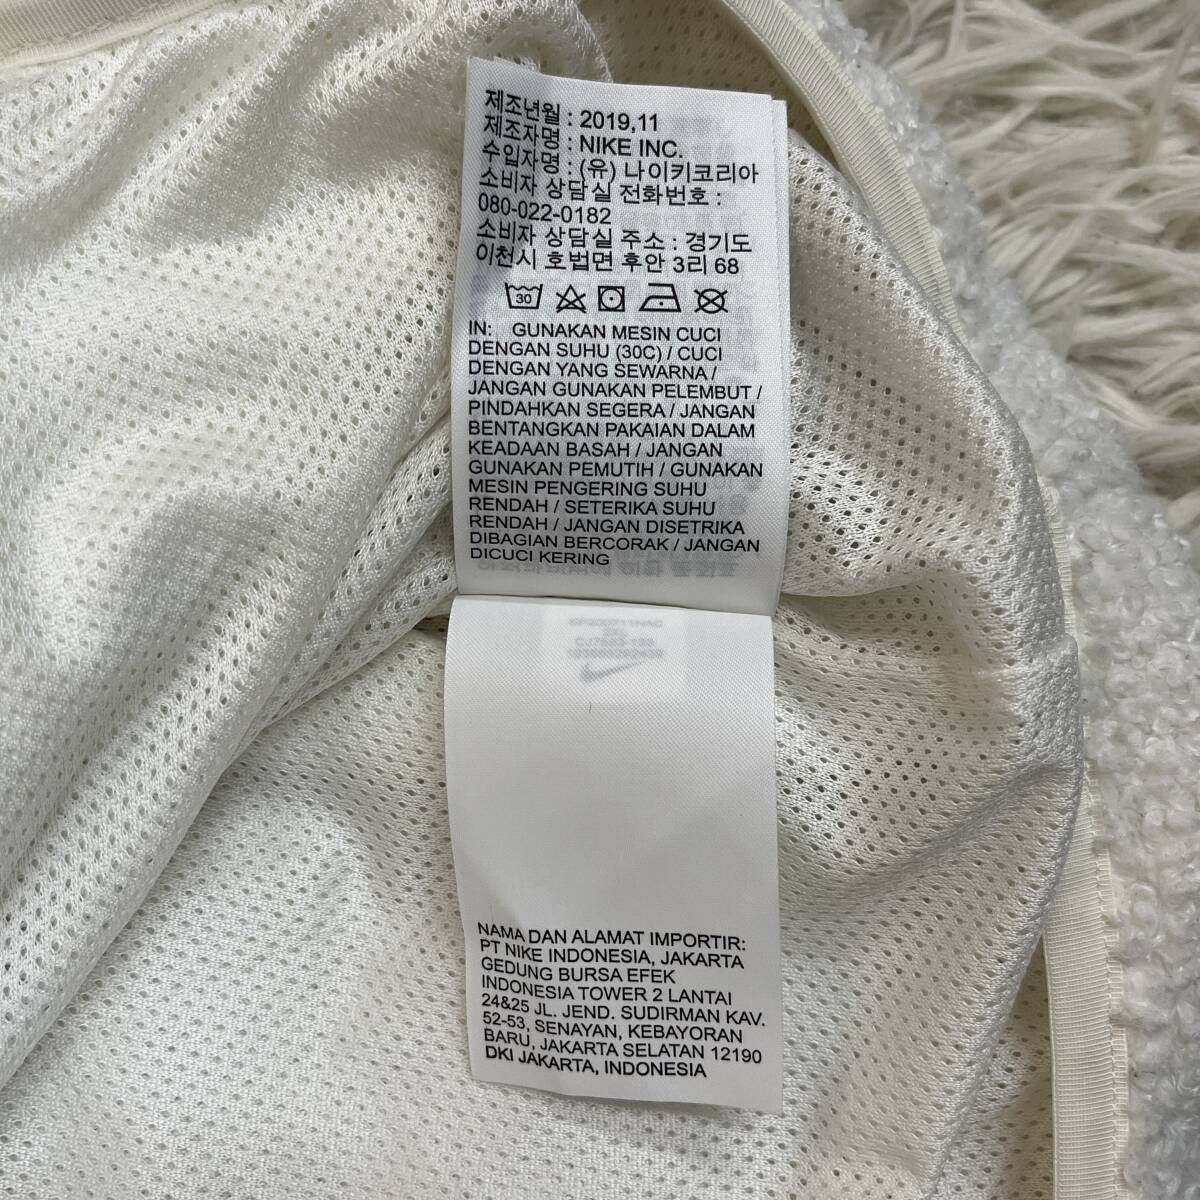 제조년월 : 2019,11
제조자명 : NIKE INC.
수입자명 : (유) 나이키코리아
소비자 상담실 전화번호 :
080-022-0182
소비자 상담실 주소 : 경기도
이천시 호법면 후안 3리 68
30
IN: GUNAKAN MESIN CUCI
DENGAN SUHU (30C) / CUCI
DENGAN YANG SEWARNA /
JANGAN GUNAKAN PELEMBUT /
PINDAHKAN SEGERA / JANGAN
BENTANGKAN PAKAIAN DALAM
KEADAAN BASAH / JANGAN
GUNAKAN PEMUTIH / GUNAKAN
MESIN PENGERING SUHU
RENDAH / SETERIKA SUHU
RENDAH / JANGAN DISETRIKA
DIBAGIAN BERCORAK / JANGAN
DICUCI KERING
NAMA DAN ALAMAT IMPORTIR:
PT NIKE INDONESIA, JAKARTA
GEDUNG BURSA EFEK
INDONESIA TOWER 2 LANTAI
24&25 JL. JEND. SUDIRMAN KAV.
52-53, SENAYAN, KEBAYORAN
BARU, JAKARTA SELATAN 12190
DKI JAKARTA, INDONESIA